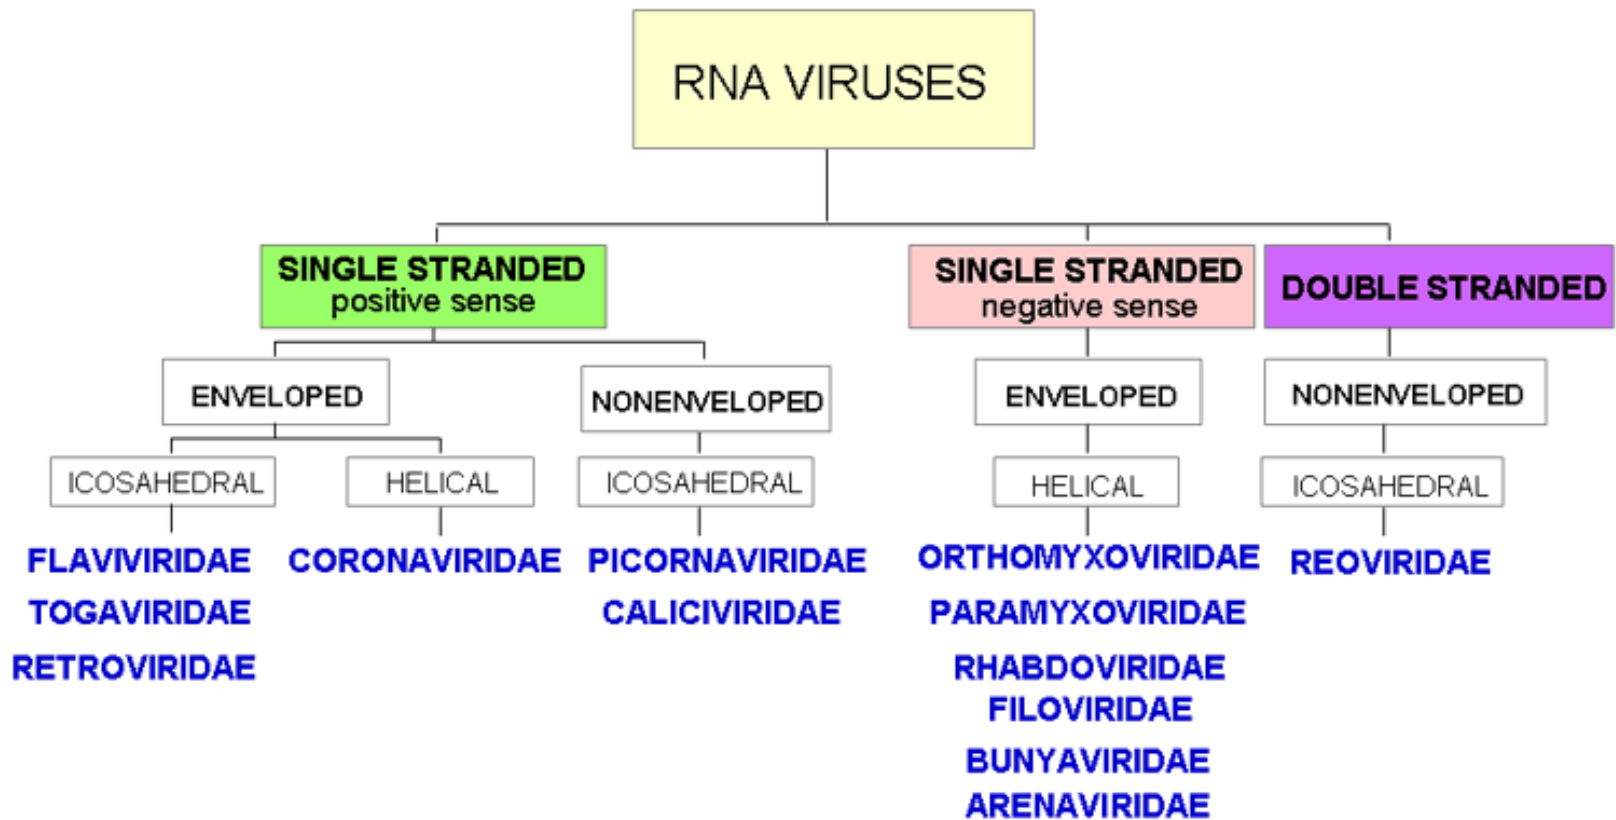 RNA VIRUSES
SINGLE STRANDED
positive sense
SINGLE STRANDED
negative sense
DOUBLE STRANDED
ENVELOPED
NONENVELOPED
ENVELOPED
NONENVELOPED
ICOSAHEDRAL
HELICAL
ICOSAHEDRAL
HELICAL
ICOSAHEDRAL
FLAVIVIRIDAE
TOGAVIRIDAE
RETROVIRIDAE
CORONAVIRIDAE
PICORNAVIRIDAE
CALICIVIRIDAE
ORTHOMYXOVIRIDAE
PARAMYXOVIRIDAE
RHABDOVIRIDAE
FILOVIRIDAE
BUNYAVIRIDAE
ARENAVIRIDAE
REOVIRIDAE